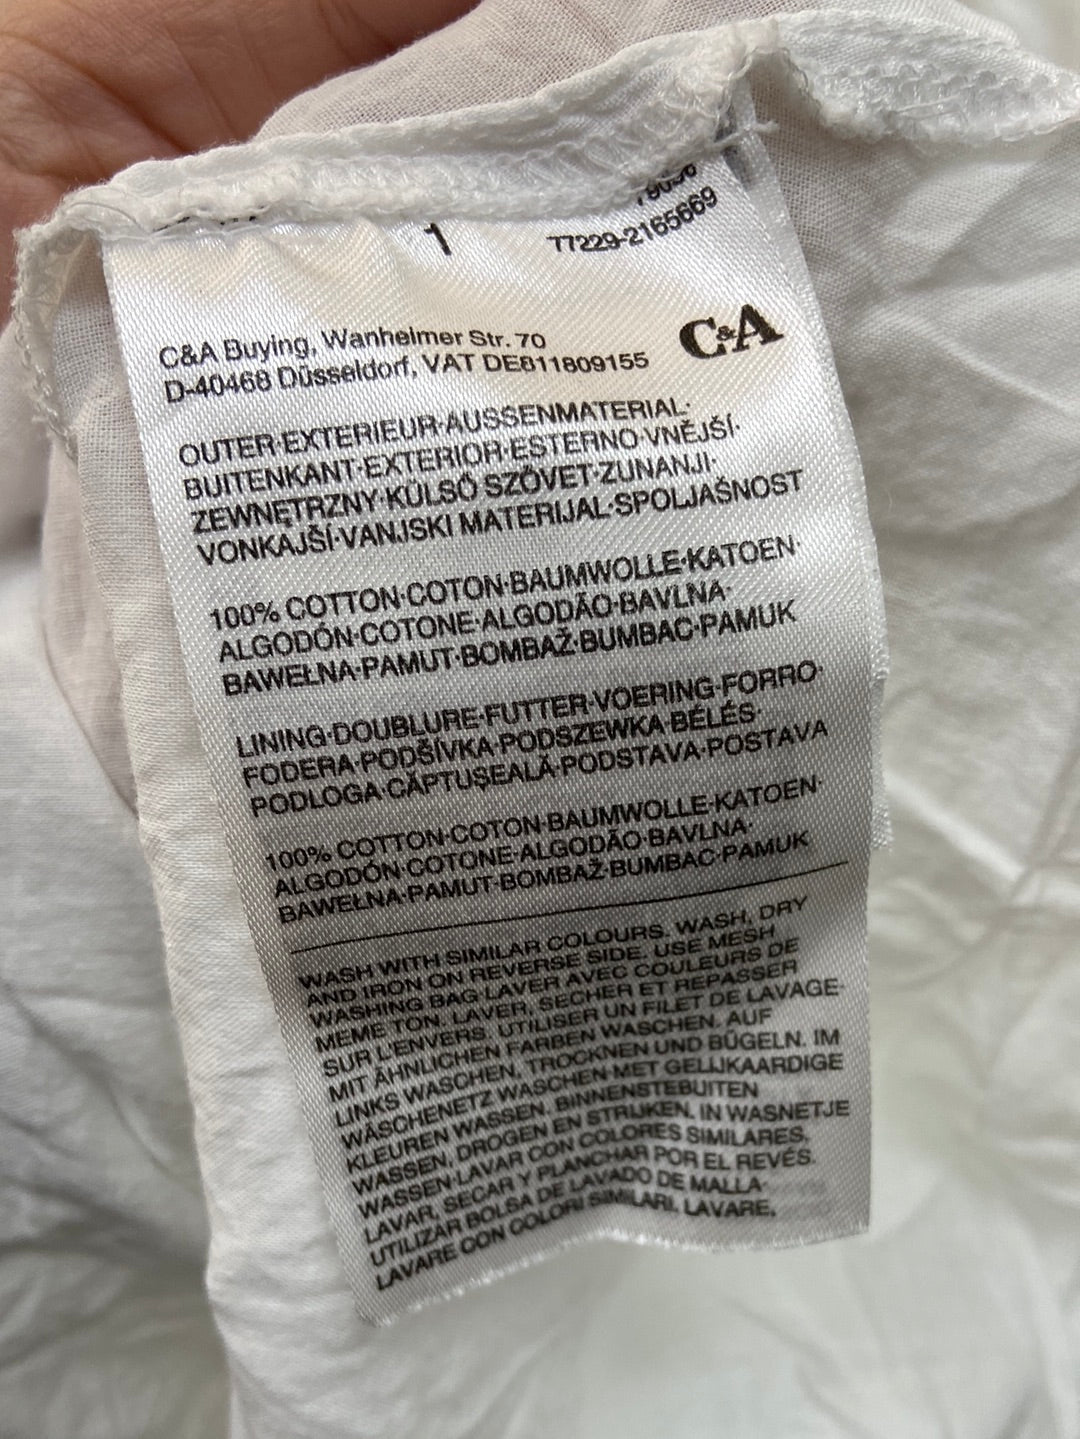 1
77229-2165669
C&A
C&A Buying, Wanheimer Str. 70
D-40468 Düsseldorf, VAT DE811809155
OUTER·EXTERIEUR·AUSSENMATERIAL·
BUITENKANT·EXTERIOR·ESTERNO·VNĚJŠÍ·
ZEWNĘTRZNY·KÜLSŐ SZÖVET·ZUNANJI·
VONKAJŠÍ·VANJSKI MATERIJAL·SPOLJAŠNOST
100% COTTON·COTON·BAUMWOLLE·KATOEN·
ALGODÓN·COTONE·ALGODÃO·BAVLNA·
BAWEŁNA·PAMUT·BOMBAŽ·BUMBAC·PAMUK
LINING·DOUBLURE·FUTTER·VOERING·FORRO·
FODERA·PODŠÍVKA·PODSZEWKA·BÉLÉS·
PODLOGA·CĂPTUŞEALĂ·PODSTAVA·POSTAVA
100% COTTON·COTON·BAUMWOLLE·KATOEN·
ALGODÓN·COTONE·ALGODÃO·BAVLNA·
BAWEŁNA·PAMUT·BOMBAŽ·BUMBAC·PAMUK
WASH WITH SIMILAR COLOURS. WASH, DRY
AND IRON ON REVERSE SIDE. USE MESH
WASHING BAG·LAVER AVEC COULEURS DE
MEME TON. LAVER, SECHER ET REPASSER
SUR L'ENVERS. UTILISER UN FILET DE LAVAGE·
MIT ÄHNLICHEN FARBEN WASCHEN. AUF
LINKS WASCHEN, TROCKNEN UND BÜGELN. IM
WÄSCHENETZ WASCHEN·MET GELIJKAARDIGE
KLEUREN WASSEN. BINNENSTEBUITEN
WASSEN, DROGEN EN STRIJKEN. IN WASNETJE
WASSEN·LAVAR CON COLORES SIMILARES.
LAVAR, SECAR Y PLANCHAR POR EL REVÉS.
UTILIZAR BOLSA DE LAVADO DE MALLA·
LAVARE CON COLORI SIMILARI. LAVARE,